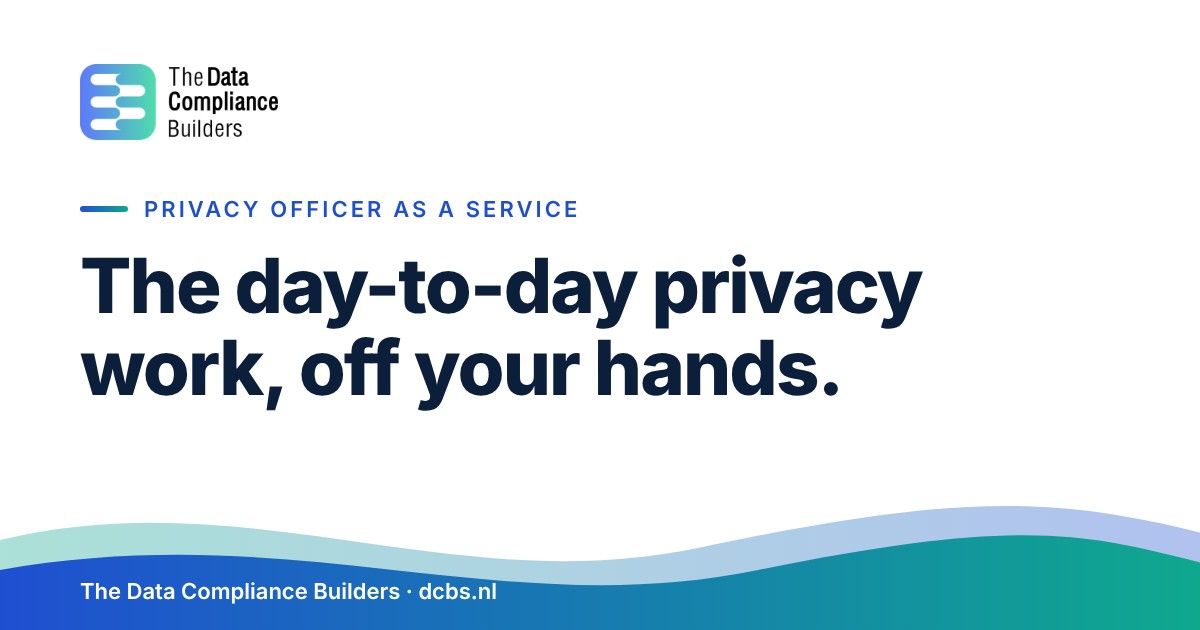 The Data
Compliance
Builders
PRIVACY OFFICER AS A SERVICE
The day-to-day privacy
work, off your hands.
The Data Compliance Builders · dcbs.nl